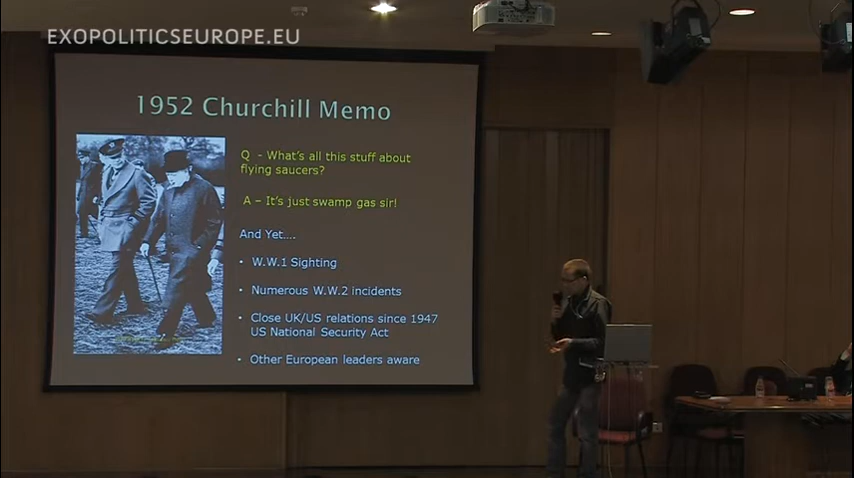 EXOPOLITICSEUROPE.EU
1952 Churchill Memo
Q - What's all this stuff about
flying saucers?
A – It's just swamp gas sir!
And Yet....
• W.W.1 Sighting
• Numerous W.W.2 incidents
• Close UK/US relations since 1947
US National Security Act
• Other European leaders aware